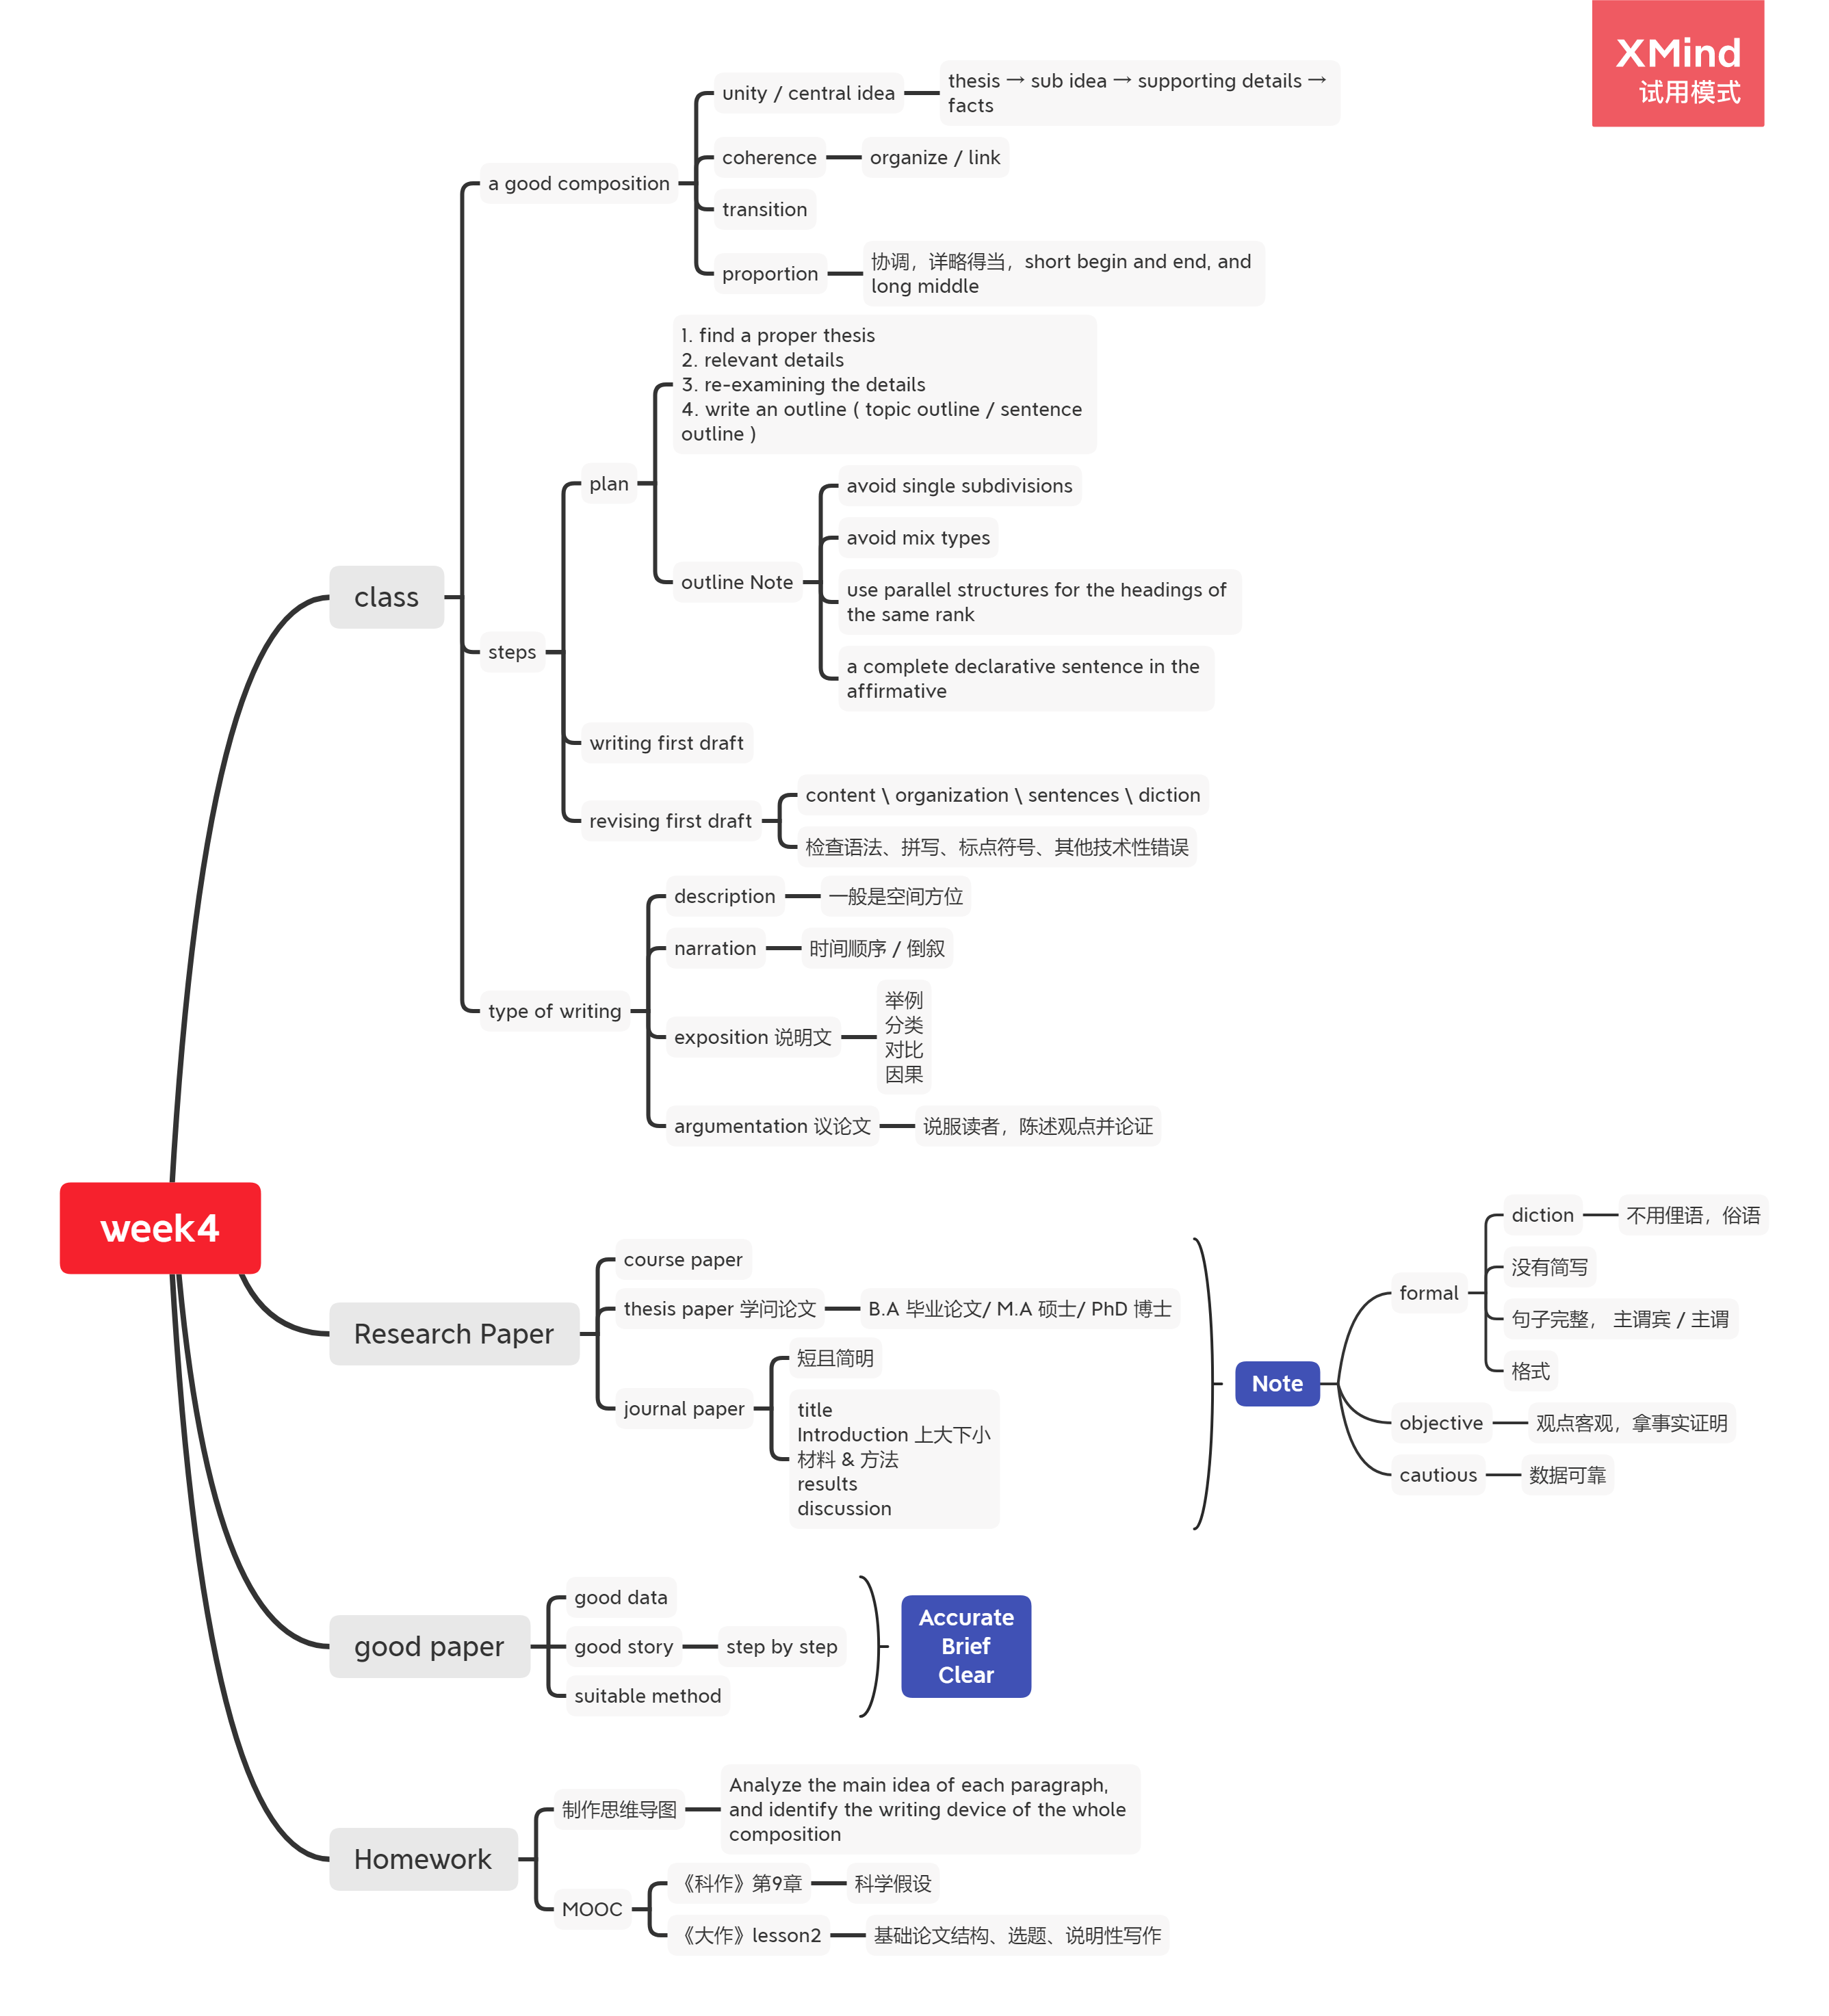 XMind
试用模式
week4
class
a good composition
unity / central idea
thesis → sub idea → supporting details →
facts
coherence
organize / link
transition
proportion
协调，详略得当，short begin and end, and
long middle
steps
plan
1. find a proper thesis
2. relevant details
3. re-examining the details
4. write an outline ( topic outline / sentence
outline )
outline Note
avoid single subdivisions
avoid mix types
use parallel structures for the headings of
the same rank
a complete declarative sentence in the
affirmative
writing first draft
revising first draft
content \ organization \ sentences \ diction
检查语法、拼写、标点符号、其他技术性错误
type of writing
description
一般是空间方位
narration
时间顺序 / 倒叙
exposition 说明文
举例
分类
对比
因果
argumentation 议论文
说服读者，陈述观点并论证
Research Paper
course paper
thesis paper 学问论文
B.A 毕业论文/ M.A 硕士/ PhD 博士
journal paper
短且简明
title
Introduction 上大下小
材料 & 方法
results
discussion
Note
formal
diction
不用俚语，俗语
没有简写
句子完整， 主谓宾 / 主谓
格式
objective
观点客观，拿事实证明
cautious
数据可靠
good paper
good data
good story
step by step
suitable method
Accurate
Brief
Clear
Homework
制作思维导图
Analyze the main idea of each paragraph,
and identify the writing device of the whole
composition
MOOC
《科作》第9章
科学假设
《大作》lesson2
基础论文结构、选题、说明性写作